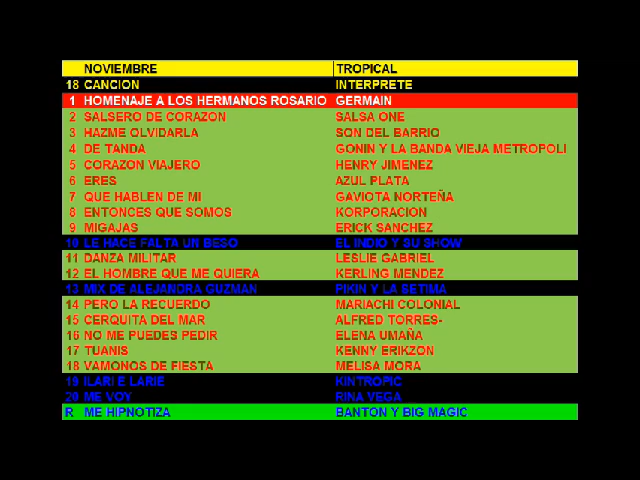 NOVIEMBRE TROPICAL
18 CANCION INTERPRETE
1 HOMENAJE A LOS HERMANOS ROSARIO GERMAIN
2 SALSERO DE CORAZON SALSA ONE
3 HAZME OLVIDARLA SON DEL BARRIO
4 DE TANDA GONIN Y LA BANDA VIEJA METROPOLI
5 CORAZON VIAJERO HENRY JIMENEZ
6 ERES AZUL PLATA
7 QUE HABLEN DE MI GAVIOTA NORTEÑA
8 ENTONCES QUE SOMOS KORPORACION
9 MIGAJAS ERICK SANCHEZ
10 LE HACE FALTA UN BESO EL INDIO Y SU SHOW
11 DANZA MILITAR LESLIE GABRIEL
12 EL HOMBRE QUE ME QUIERA KERLING MENDEZ
13 MIX DE ALEJANDRA GUZMAN PIKIN Y LA SETIMA
14 PERO LA RECUERDO MARIACHI COLONIAL
15 CERQUITA DEL MAR ALFRED TORRES-
16 NO ME PUEDES PEDIR ELENA UMAÑA
17 TUANIS KENNY ERIKZON
18 VAMONOS DE FIESTA MELISA MORA
19 ILARI E LARIE KINTROPIC
20 ME VOY RINA VEGA
R ME HIPNOTIZA BANTON Y BIG MAGIC